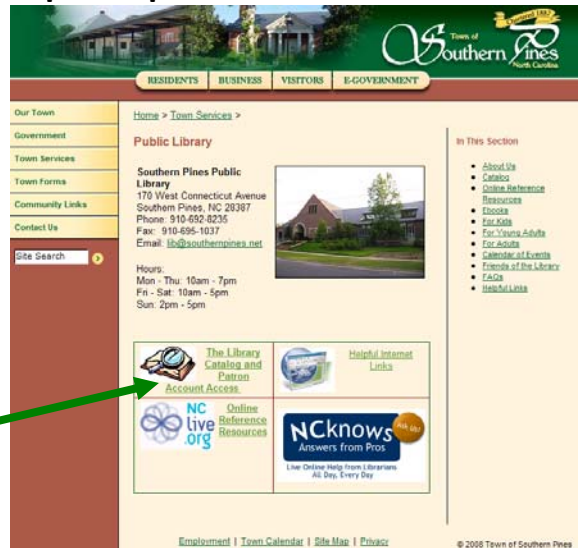 Chartered 1887
Town of
Southern Pines
North Carolina
RESIDENTS BUSINESS VISITORS E-GOVERNMENT
Our Town
Government
Town Services
Town Forms
Community Links
Contact Us
Site Search
Home > Town Services >
Public Library
Southern Pines Public
Library
170 West Connecticut Avenue
Southern Pines, NC 28387
Phone: 910-692-8235
Fax: 910-695-1037
Email: lib@southernpines.net
Hours:
Mon - Thu: 10am - 7pm
Fri - Sat: 10am - 5pm
Sun: 2pm - 5pm
The Library
Catalog and
Patron
Account Access
Helpful Internet
Links
NC
live
.org
Online
Reference
Resources
NCknows
Ask Us!
Answers from Pros
Live Online Help from Librarians
All Day, Every Day
In This Section
About Us
Catalog
Online Reference
Resources
Ebooks
For Kids
For Young Adults
For Adults
Calendar of Events
Friends of the Library
FAQs
Helpful Links
Employment | Town Calendar | Site Map | Privacy
© 2008 Town of Southern Pines